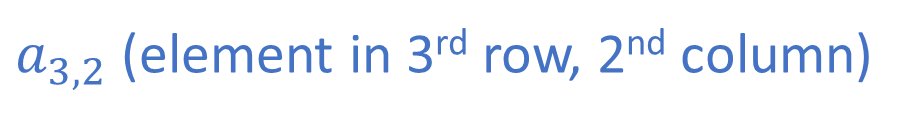 a₃,₂ (element in 3ʳᵈ row, 2ⁿᵈ column)